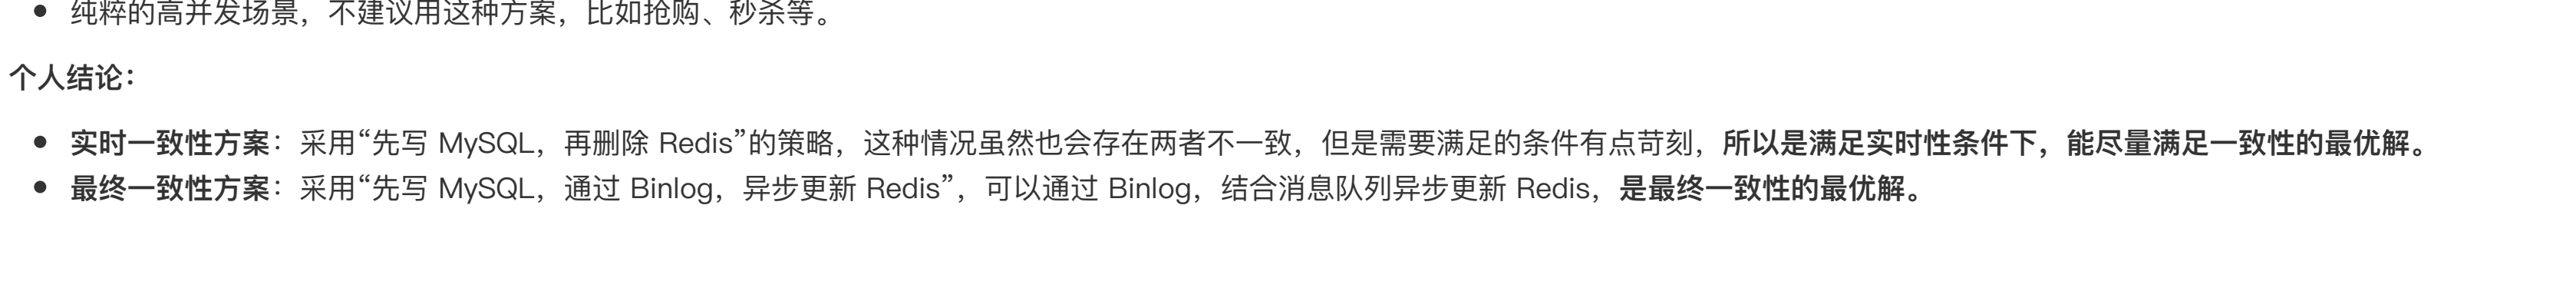 纯粹的高并发场景，不建议用这种方案，比如抢购、秒杀等。
个人结论：
实时一致性方案：采用“先写 MySQL，再删除 Redis”的策略，这种情况虽然也会存在两者不一致，但是需要满足的条件有点苛刻，所以是满足实时性条件下，能尽量满足一致性的最优解。
最终一致性方案：采用“先写 MySQL，通过 Binlog，异步更新 Redis”，可以通过 Binlog，结合消息队列异步更新 Redis，是最终一致性的最优解。